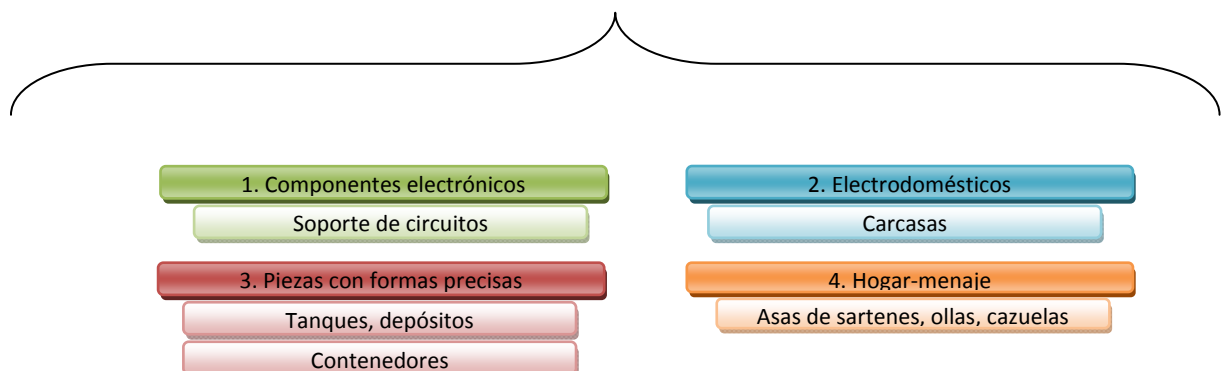 1. Componentes electrónicos
Soporte de circuitos
2. Electrodomésticos
Carcasas
3. Piezas con formas precisas
Tanques, depósitos
Contenedores
4. Hogar-menaje
Asas de sartenes, ollas, cazuelas